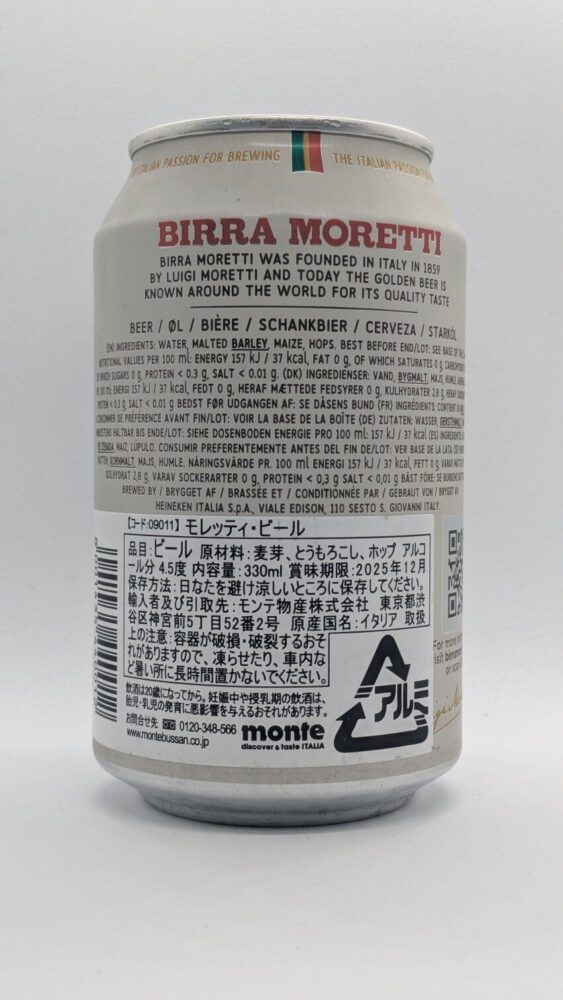 ITALIAN PASSION FOR BREWING THE ITALIAN PASSION
BIRRA MORETTI
BIRRA MORETTI WAS FOUNDED IN ITALY IN 1859
BY LUIGI MORETTI AND TODAY THE GOLDEN BEER IS
KNOWN AROUND THE WORLD FOR ITS QUALITY TASTE
BEER / ØL / BIÈRE / SCHANKBIER / CERVEZA / STARKÖL
(EN) INGREDIENTS: WATER, MALTED BARLEY, MAIZE, HOPS. BEST BEFORE END/LOT: SEE BASE OF
NUTRITIONAL VALUES PER 100 ml: ENERGY 157 kJ / 37 kcal, FAT 0 g, OF WHICH SATURATES 0 g,
OF WHICH SUGARS 0 g, PROTEIN < 0.3 g, SALT < 0.01 g. (DK) INGREDIENSER: VAND, BYGMALT, MAJS, HUMLE.
PR. 100 ml: ENERGI 157 kJ / 37 kcal, FEDT 0 g, HERAF MÆTTEDE FEDSYRER 0 g, KULHYDRATER 2,8 g, HERAF
PROTEIN < 0,3 g, SALT < 0,01 g BEDST FØR UDGANGEN AF: SE DÅSENS BUND (FR) INGRÉDIENTS:
CONSOMMER DE PRÉFÉRENCE AVANT FIN/LOT: VOIR LA BASE DE LA BOÎTE (DE) ZUTATEN: WASSER, GERSTENMALZ,
HALTBAR BIS ENDE/LOT: SIEHE DOSENBODEN ENERGIE PRO 100 ml: 157 kJ / 37 kcal (ES)
DE CEBADA, MAÍZ, LÚPULO. CONSUMIR PREFERENTEMENTE ANTES DEL FIN DE/LOT: VER BASE DE LA LATA.
VATTEN, KORNMALT, MAJS, HUMLE. NÄRINGSVÄRDE PR. 100 ml ENERGI 157 kJ / 37 kcal, FETT 0 g, VARAV
KOLHYDRAT 2,8 g, VARAV SOCKERARTER 0 g, PROTEIN < 0,3 g SALT < 0,01 g BÄST FÖRE: SE
BREWED BY / BRYGGET AF / BRASSÉE ET / CONDITIONNÉE PAR / GEBRAUT VON / BRYGGT AV
HEINEKEN ITALIA S.p.A., VIALE EDISON, 110 SESTO S. GIOVANNI ITALY.
【コード:09011】モレッティ・ビール
品目:ビール 原材料:麦芽、とうもろこし、ホップ アルコ
ール分 4.5度 内容量:330ml 賞味期限:2025年12月
保存方法:日なたを避け涼しいところに保存してください。
輸入者及び引取先:モンテ物産株式会社 東京都渋
谷区神宮前5丁目52番2号 原産国名:イタリア 取扱
上の注意:容器が破損・破裂するおそ
れがありますので、凍らせたり、車内な
ど暑い所に長時間置かないでください。
飲酒は20歳になってから。妊娠中や授乳期の飲酒は、
胎児・乳児の発育に悪影響を与えるおそれがあります。
お問合せ先 0120-348-566
www.montebussan.co.jp
monte
discover & taste ITALIA
アルミ
For more